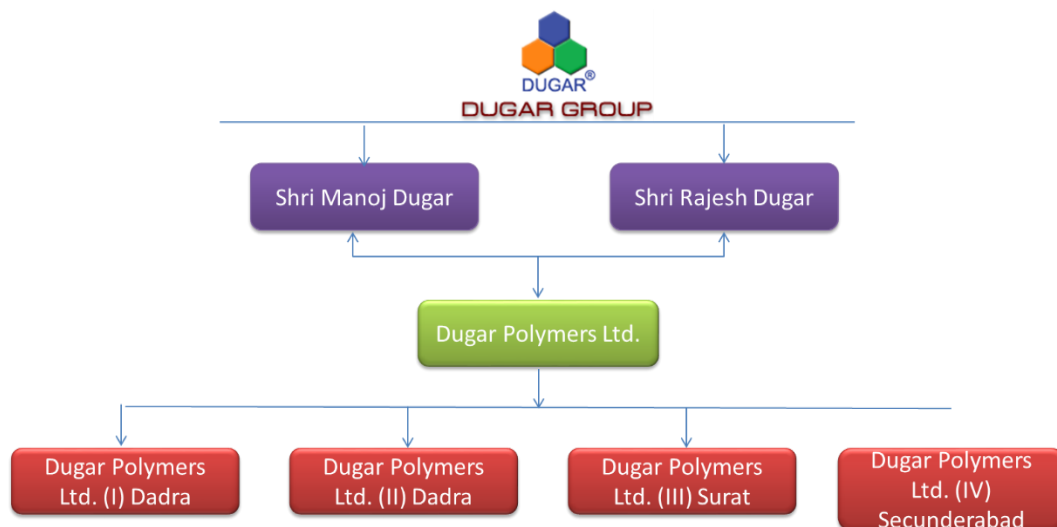 DUGAR®
DUGAR GROUP
Shri Manoj Dugar
Shri Rajesh Dugar
Dugar Polymers Ltd.
Dugar Polymers
Ltd. (I) Dadra
Dugar Polymers
Ltd. (II) Dadra
Dugar Polymers
Ltd. (III) Surat
Dugar Polymers
Ltd. (IV)
Secunderabad